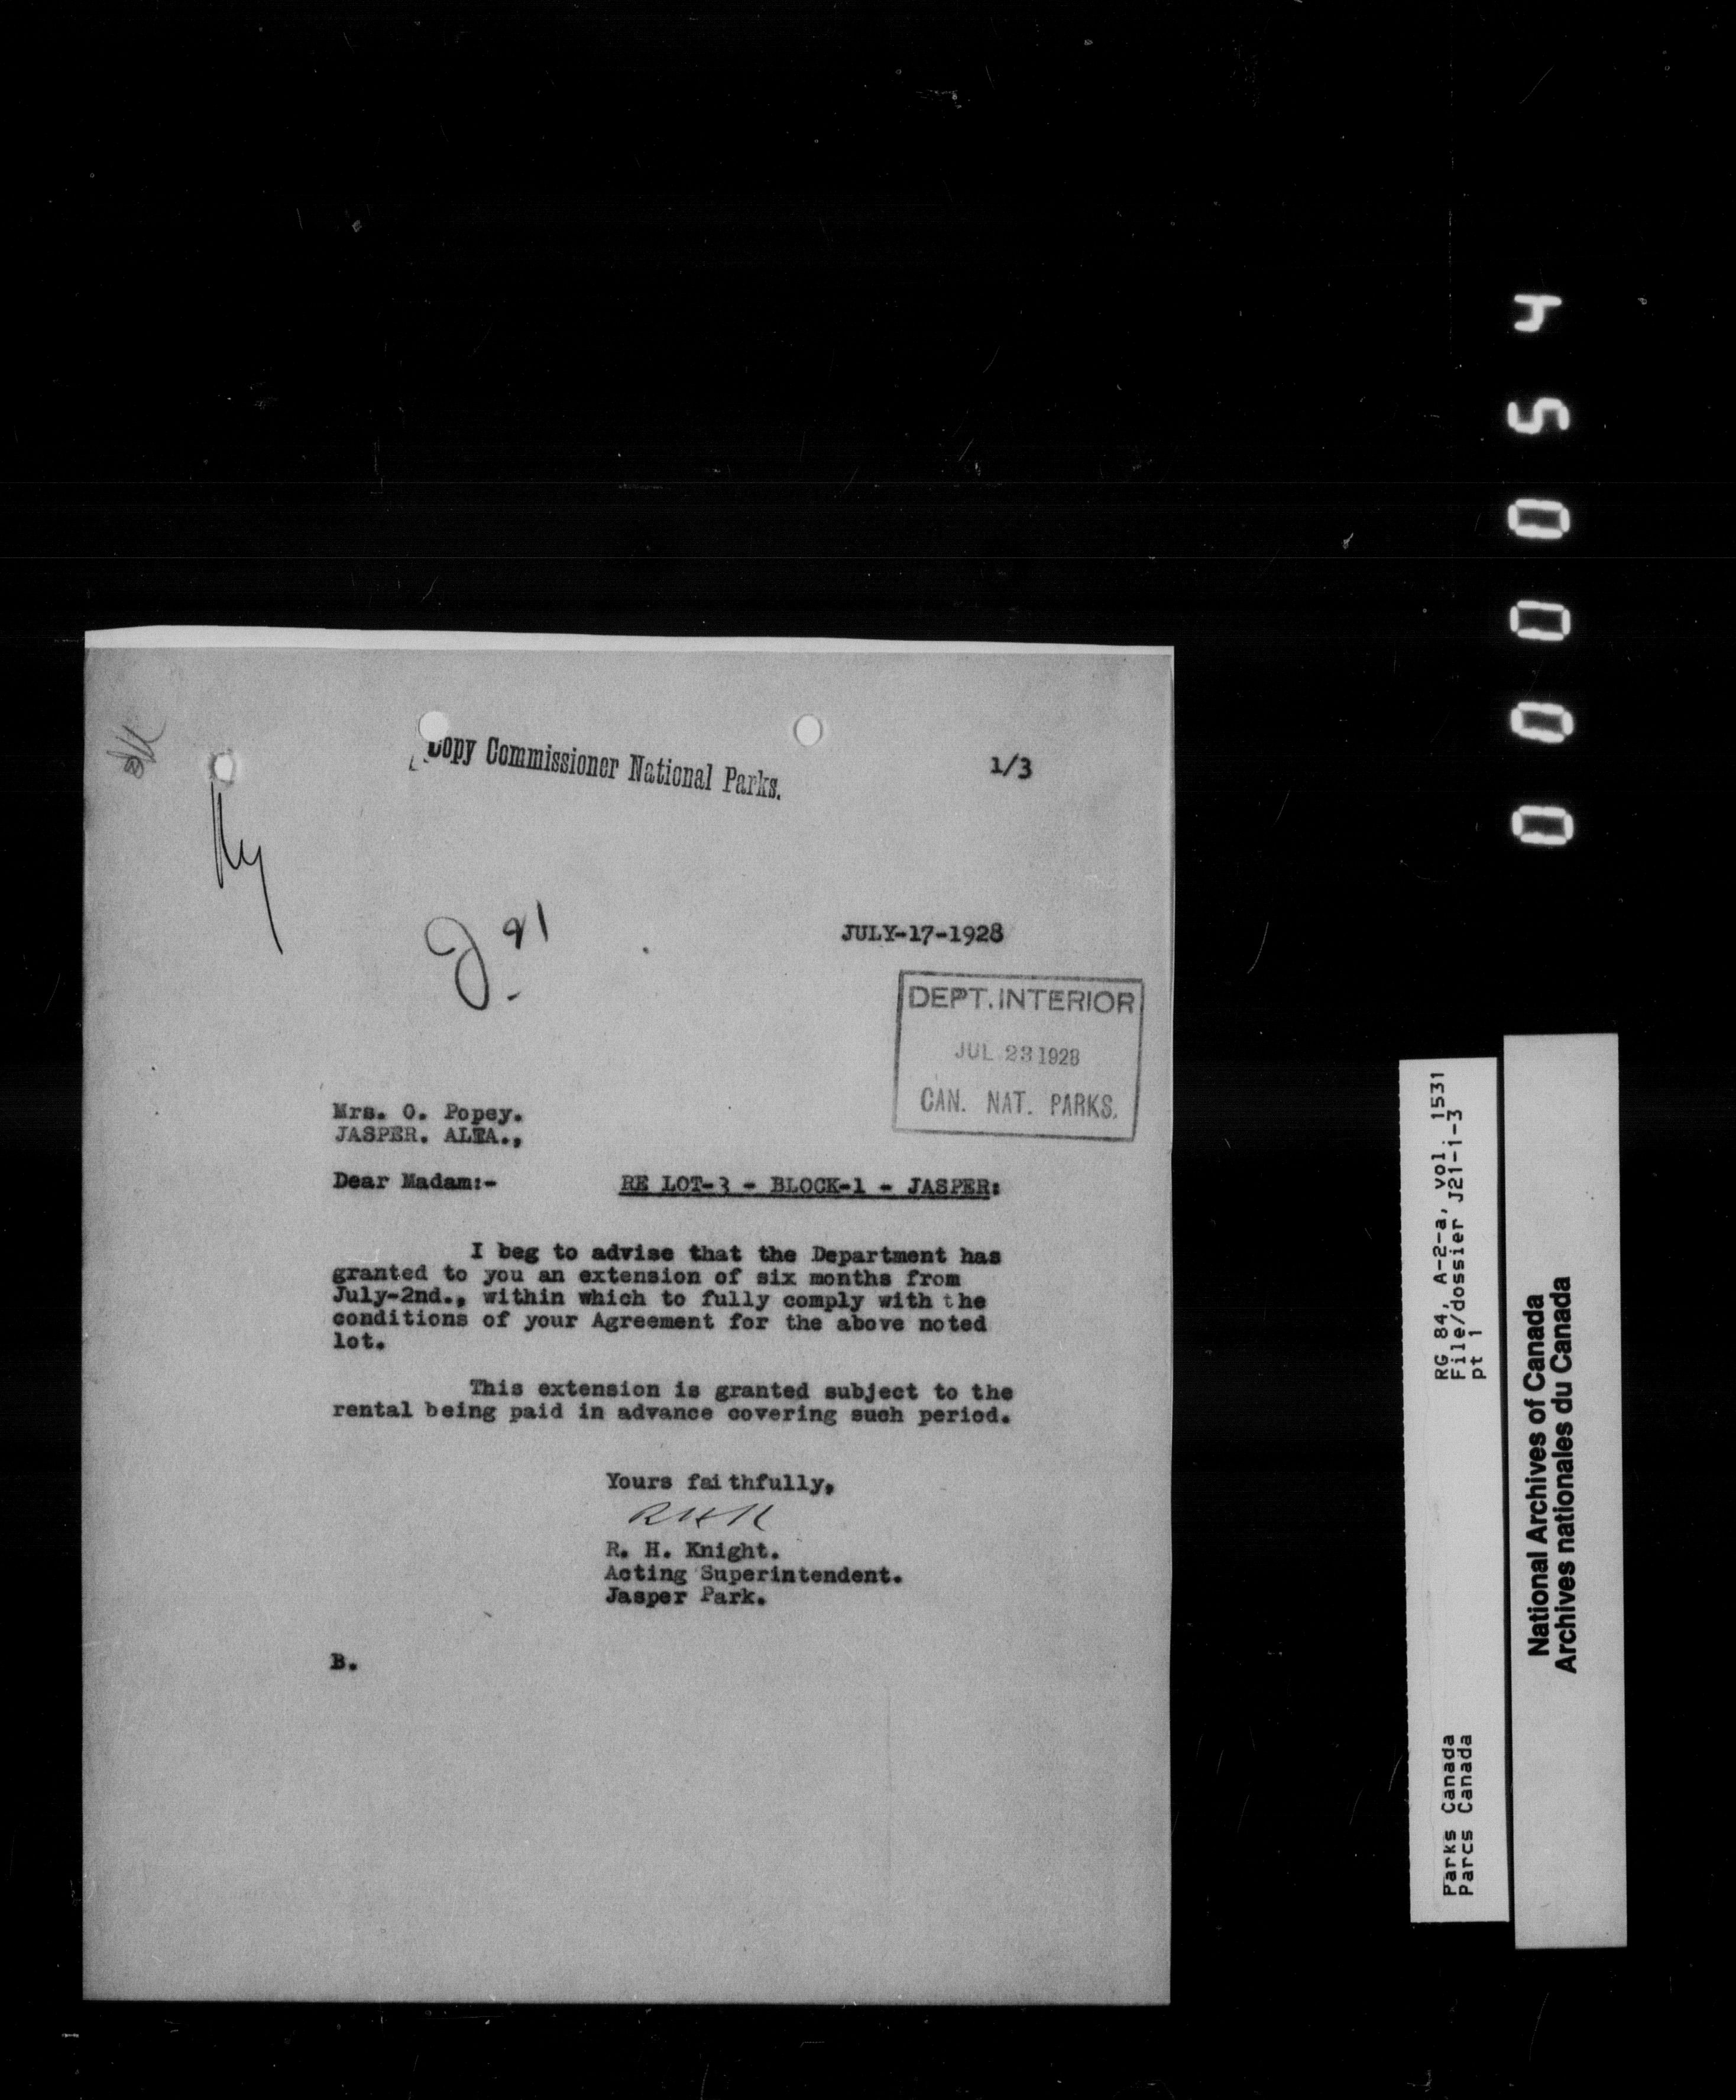 Copy Commissioner National Parks.
1/3
J 21
JULY-17-1928
DEPT. INTERIOR
JUL 23 1928
CAN. NAT. PARKS.
Mrs. O. Popey.
JASPER. ALTA.,
Dear Madam:- RE LOT-3 - BLOCK-1 - JASPER:
I beg to advise that the Department has
granted to you an extension of six months from
July-2nd., within which to fully comply with the
conditions of your Agreement for the above noted
lot.
This extension is granted subject to the
rental being paid in advance covering such period.
Yours faithfully,
RHK
R. H. Knight.
Acting Superintendent.
Jasper Park.
B.
000054
RG 84, A-2-a, vol. 1531
File/dossier J21-1-3
pt 1
Parks Canada
Parcs Canada
National Archives of Canada
Archives nationales du Canada